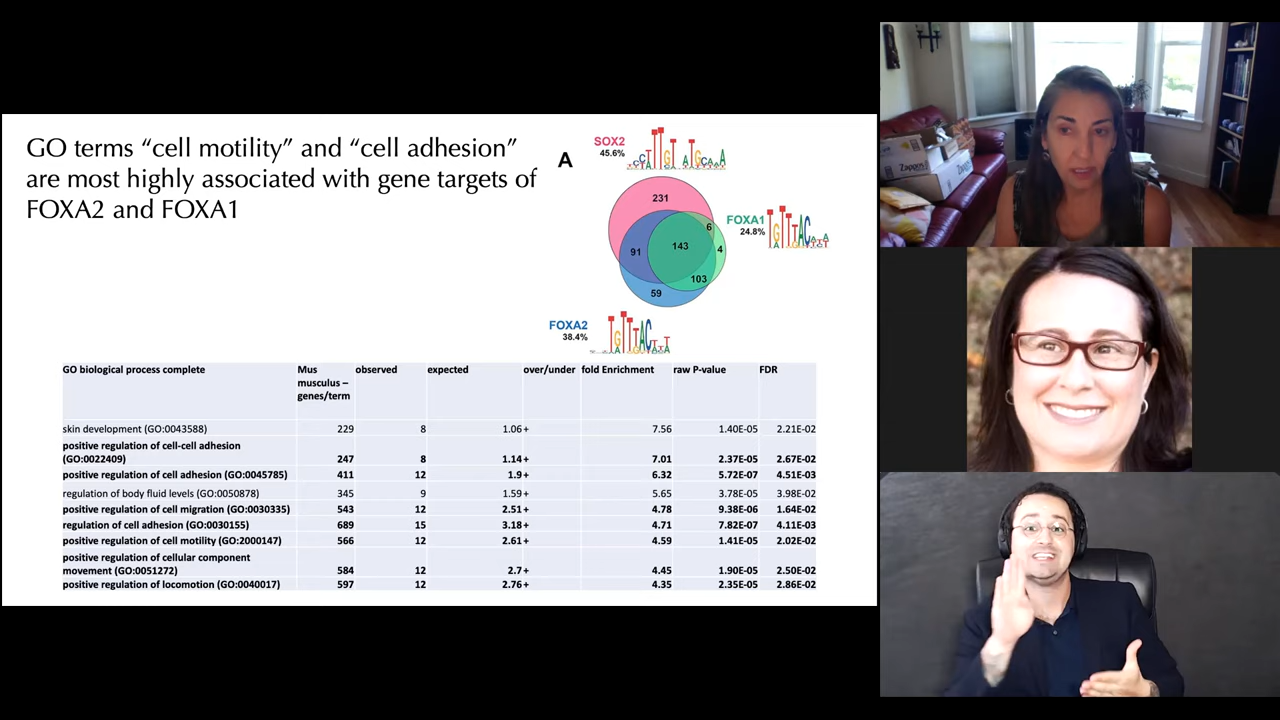 GO terms “cell motility” and “cell adhesion”
are most highly associated with gene targets of
FOXA2 and FOXA1
A
SOX2
45.6%
231
FOXA1
24.8%
6
91
143
4
103
59
FOXA2
38.4%
GO biological process complete Mus musculus – genes/term observed expected over/under fold Enrichment raw P-value FDR
skin development (GO:0043588) 229 8 1.06 + 7.56 1.40E-05 2.21E-02
positive regulation of cell-cell adhesion
(GO:0022409) 247 8 1.14 + 7.01 2.37E-05 2.67E-02
positive regulation of cell adhesion (GO:0045785) 411 12 1.9 + 6.32 5.72E-07 4.51E-03
regulation of body fluid levels (GO:0050878) 345 9 1.59 + 5.65 3.78E-05 3.98E-02
positive regulation of cell migration (GO:0030335) 543 12 2.51 + 4.78 9.38E-06 1.64E-02
regulation of cell adhesion (GO:0030155) 689 15 3.18 + 4.71 7.82E-07 4.11E-03
positive regulation of cell motility (GO:2000147) 566 12 2.61 + 4.59 1.41E-05 2.02E-02
positive regulation of cellular component
movement (GO:0051272) 584 12 2.7 + 4.45 1.90E-05 2.50E-02
positive regulation of locomotion (GO:0040017) 597 12 2.76 + 4.35 2.35E-05 2.86E-02
Zappos